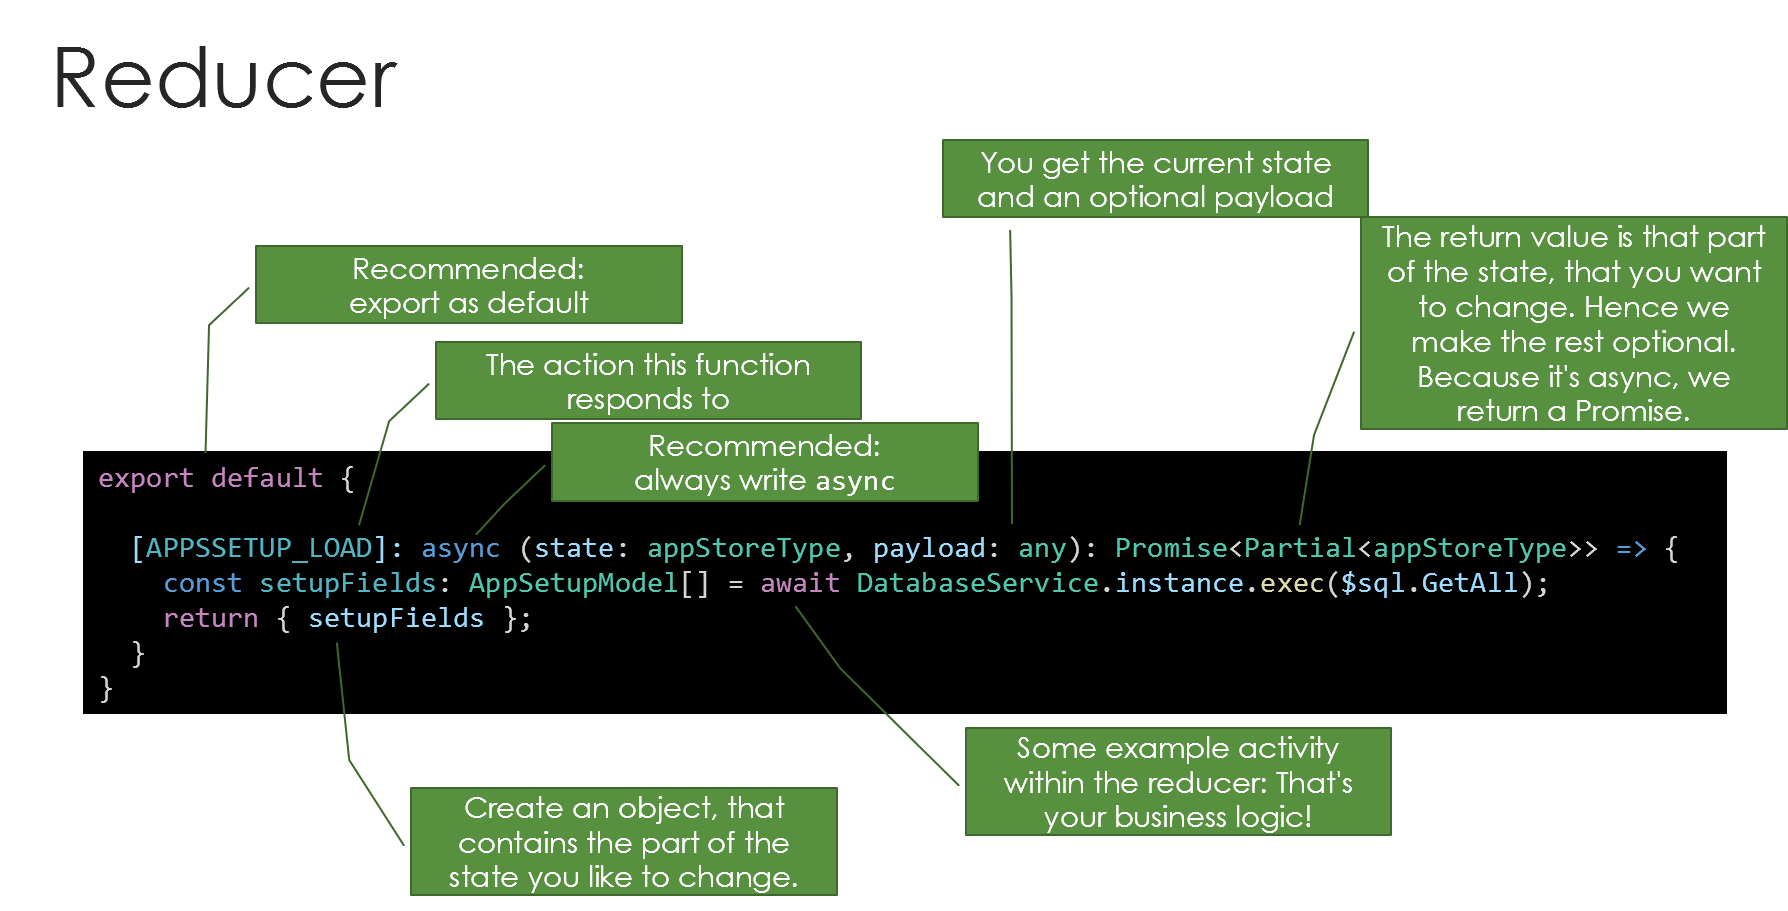 Reducer
You get the current state
and an optional payload
The return value is that part
of the state, that you want
to change. Hence we
make the rest optional.
Because it's async, we
return a Promise.
Recommended:
export as default
The action this function
responds to
Recommended:
always write async
export default {
[APPSSETUP_LOAD]: async (state: appStoreType, payload: any): Promise<Partial<appStoreType>> => {
const setupFields: AppSetupModel[] = await DatabaseService.instance.exec($sql.GetAll);
return { setupFields };
}
}
Some example activity
within the reducer: That's
your business logic!
Create an object, that
contains the part of the
state you like to change.